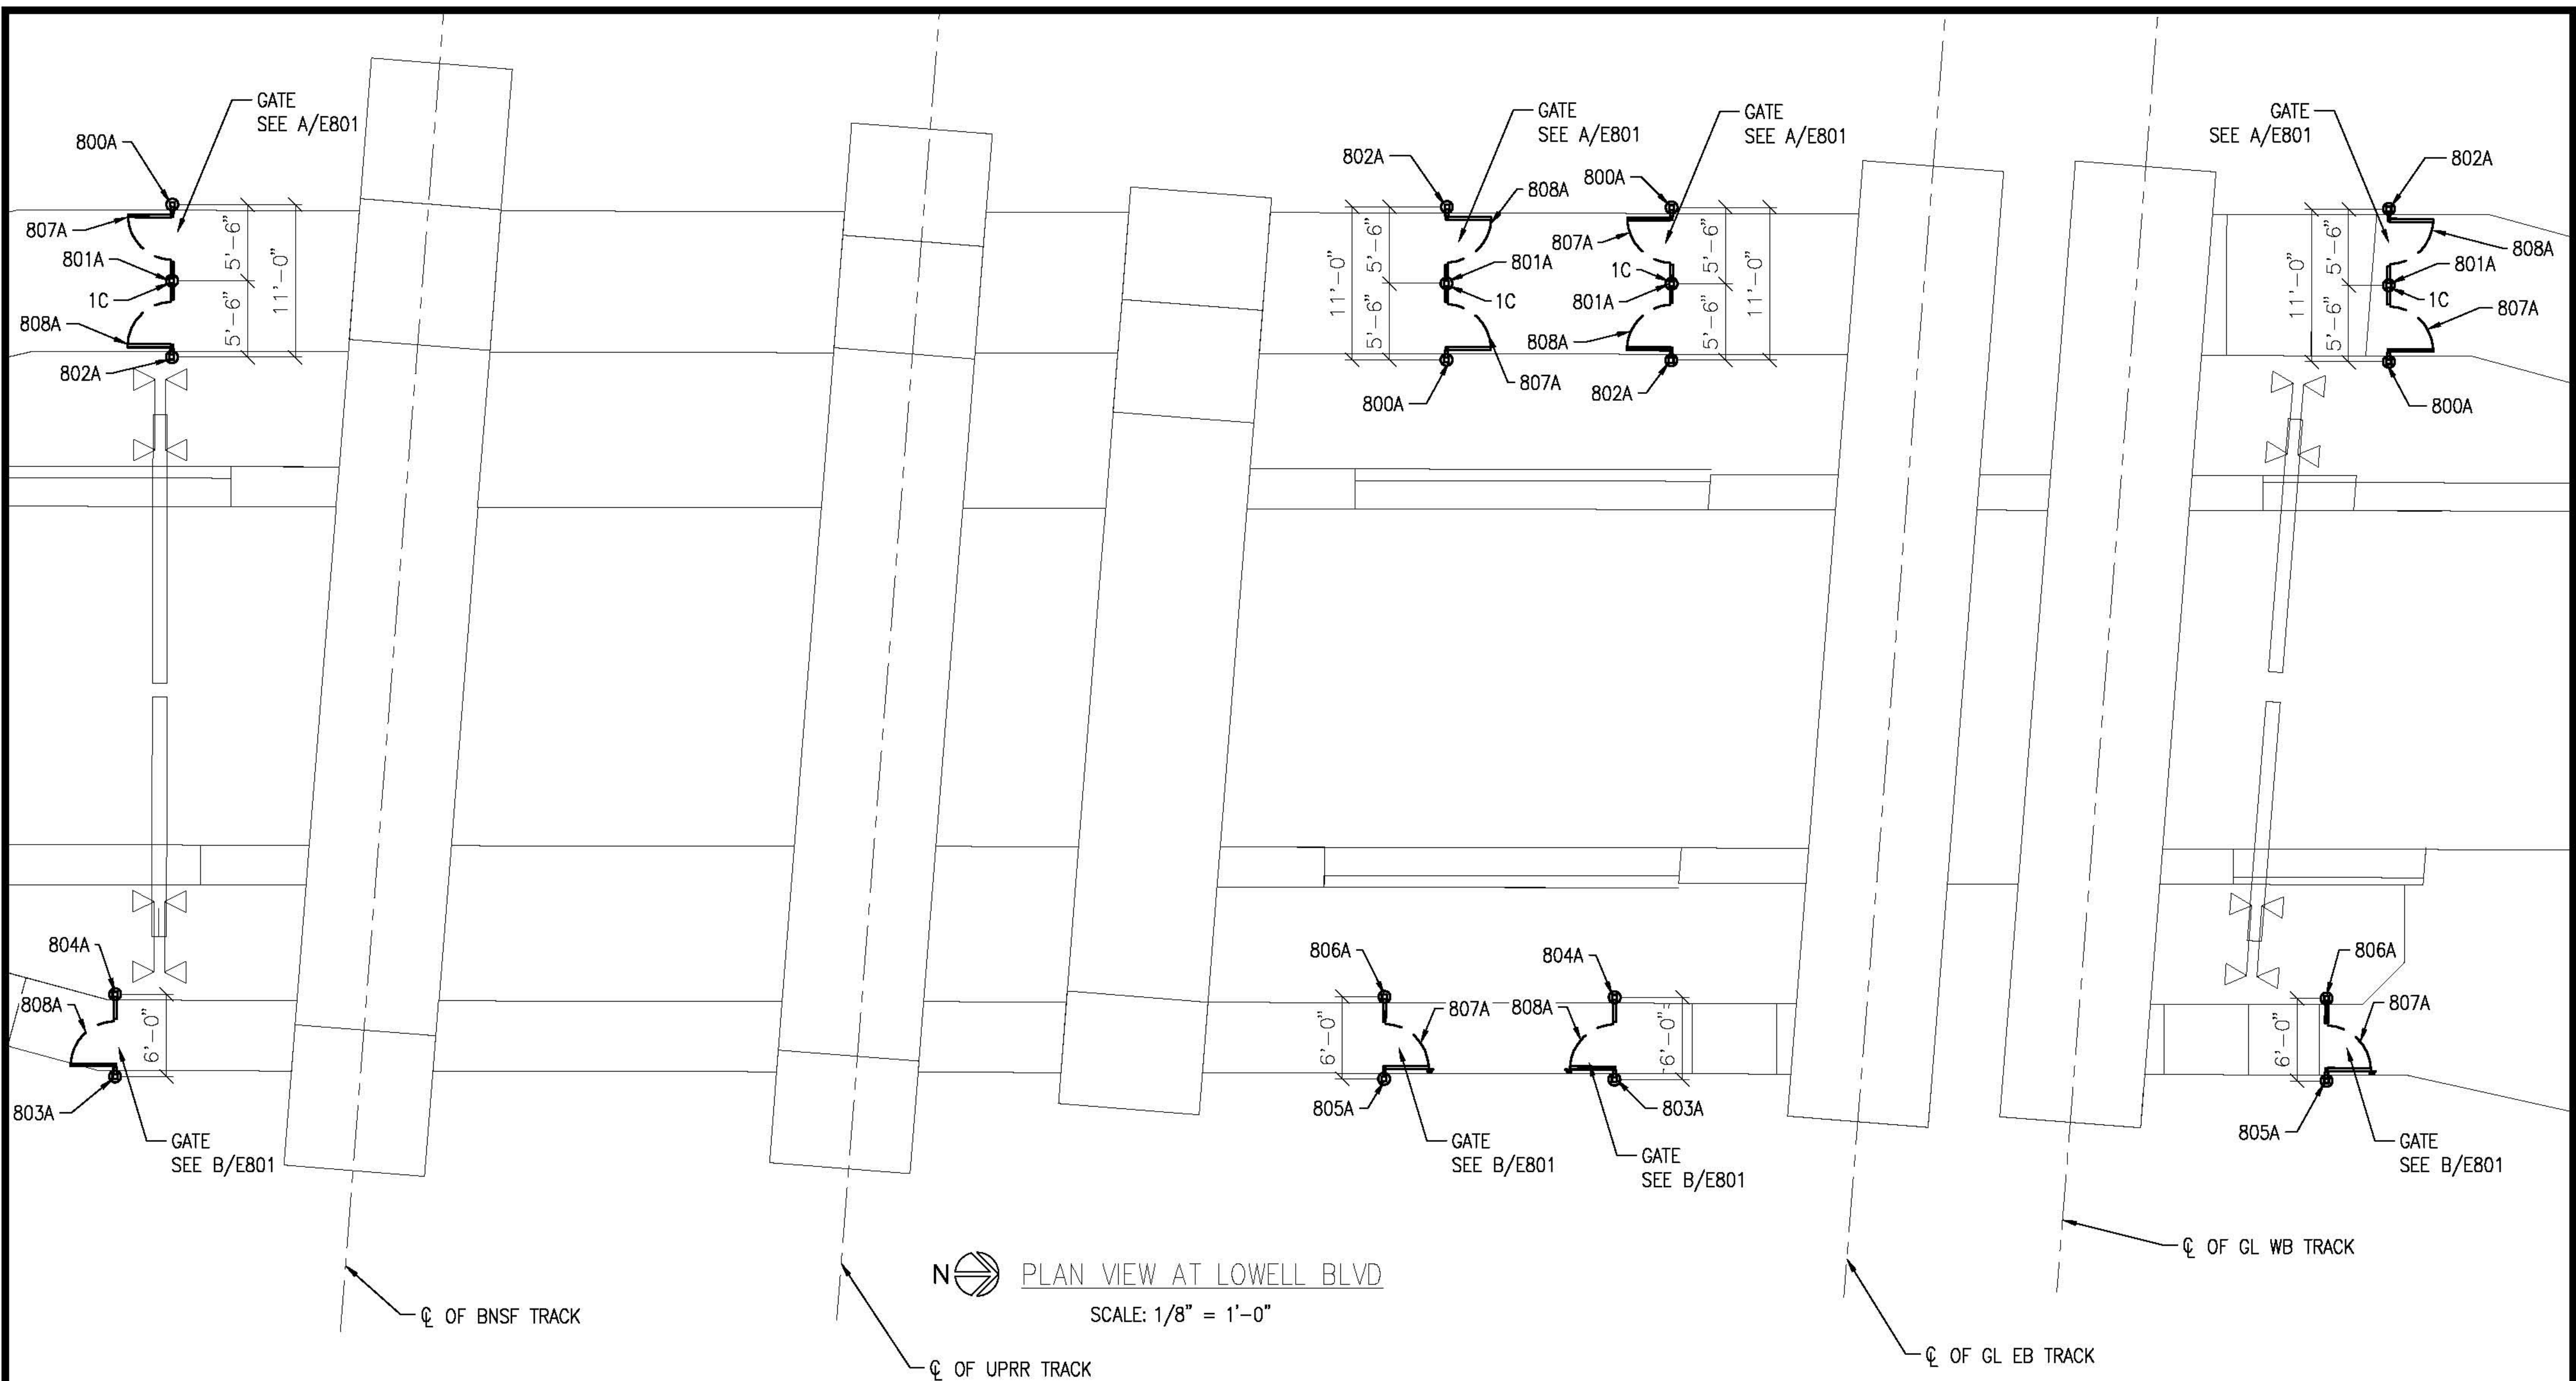 GATE
SEE A/E801
800A
807A
801A
1C
808A
802A
5'-6"
5'-6"
11'-0"
GATE
SEE A/E801
802A
808A
801A
1C
807A
800A
11'-0"
5'-6"
5'-6"
GATE
SEE A/E801
800A
807A
1C
801A
808A
802A
5'-6"
5'-6"
11'-0"
GATE
SEE A/E801
802A
808A
801A
1C
807A
800A
11'-0"
5'-6"
5'-6"
804A
808A
6'-0"
803A
GATE
SEE B/E801
806A
807A
6'-0"
805A
GATE
SEE B/E801
804A
808A
6'-0"
803A
GATE
SEE B/E801
806A
807A
6'-0"
805A
GATE
SEE B/E801
℄ OF BNSF TRACK
℄ OF UPRR TRACK
N
PLAN VIEW AT LOWELL BLVD
SCALE: 1/8" = 1'-0"
℄ OF GL EB TRACK
℄ OF GL WB TRACK